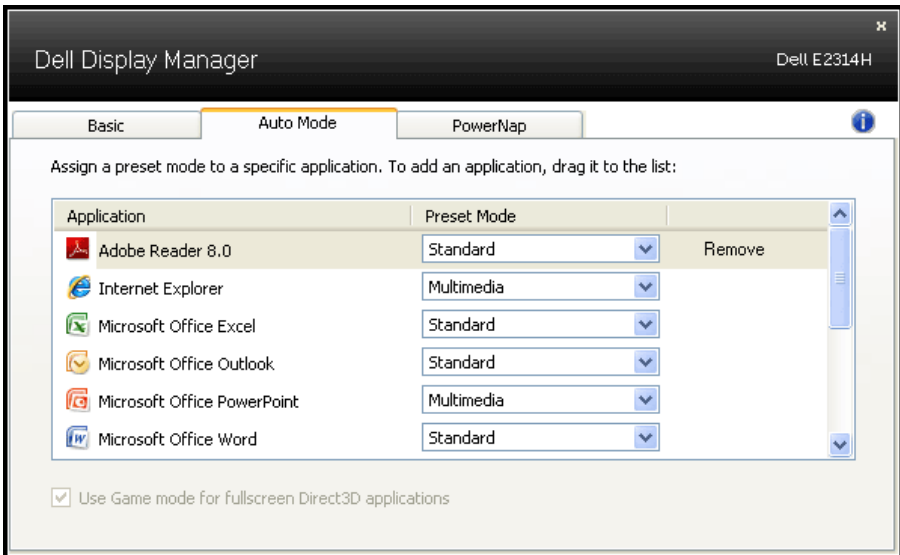 x
Dell Display Manager
Dell E2314H
Basic
Auto Mode
PowerNap
i
Assign a preset mode to a specific application. To add an application, drag it to the list:
Application Preset Mode
Adobe Reader 8.0 Standard Remove
Internet Explorer Multimedia
Microsoft Office Excel Standard
Microsoft Office Outlook Standard
Microsoft Office PowerPoint Multimedia
Microsoft Office Word Standard
Use Game mode for fullscreen Direct3D applications